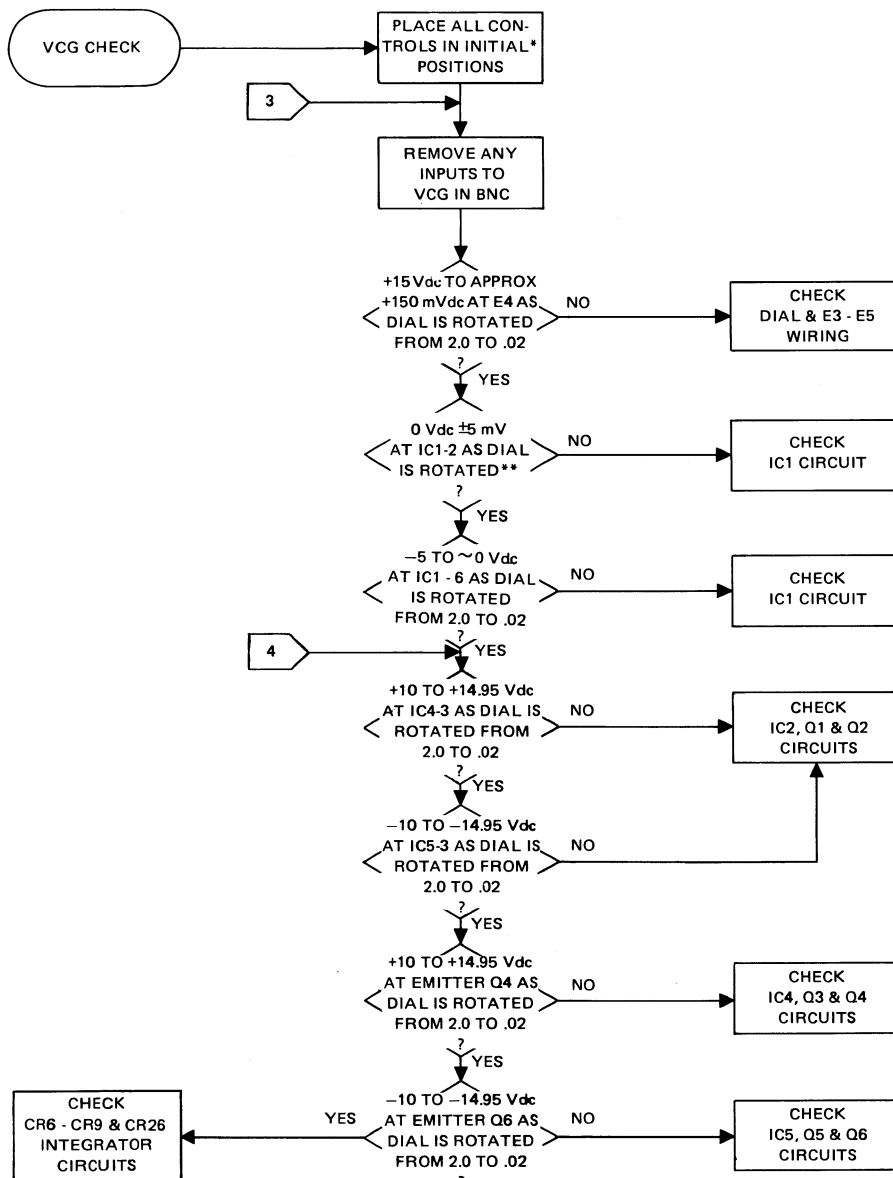 VCG CHECK
PLACE ALL CON-
TROLS IN INITIAL*
POSITIONS
3
REMOVE ANY
INPUTS TO
VCG IN BNC
+15 Vdc TO APPROX
+150 mVdc AT E4 AS
DIAL IS ROTATED
FROM 2.0 TO .02
?
NO
CHECK
DIAL & E3 - E5
WIRING
YES
0 Vdc ±5 mV
AT IC1-2 AS DIAL
IS ROTATED**
?
NO
CHECK
IC1 CIRCUIT
YES
−5 TO ~0 Vdc
AT IC1 - 6 AS DIAL
IS ROTATED
FROM 2.0 TO .02
?
NO
CHECK
IC1 CIRCUIT
YES
4
+10 TO +14.95 Vdc
AT IC4-3 AS DIAL IS
ROTATED FROM
2.0 TO .02
?
NO
CHECK
IC2, Q1 & Q2
CIRCUITS
YES
−10 TO −14.95 Vdc
AT IC5-3 AS DIAL IS
ROTATED FROM
2.0 TO .02
?
NO
YES
+10 TO +14.95 Vdc
AT EMITTER Q4 AS
DIAL IS ROTATED
FROM 2.0 TO .02
?
NO
CHECK
IC4, Q3 & Q4
CIRCUITS
YES
−10 TO −14.95 Vdc
AT EMITTER Q6 AS
DIAL IS ROTATED
FROM 2.0 TO .02
?
YES
CHECK
CR6 - CR9 & CR26
INTEGRATOR
CIRCUITS
NO
CHECK
IC5, Q5 & Q6
CIRCUITS